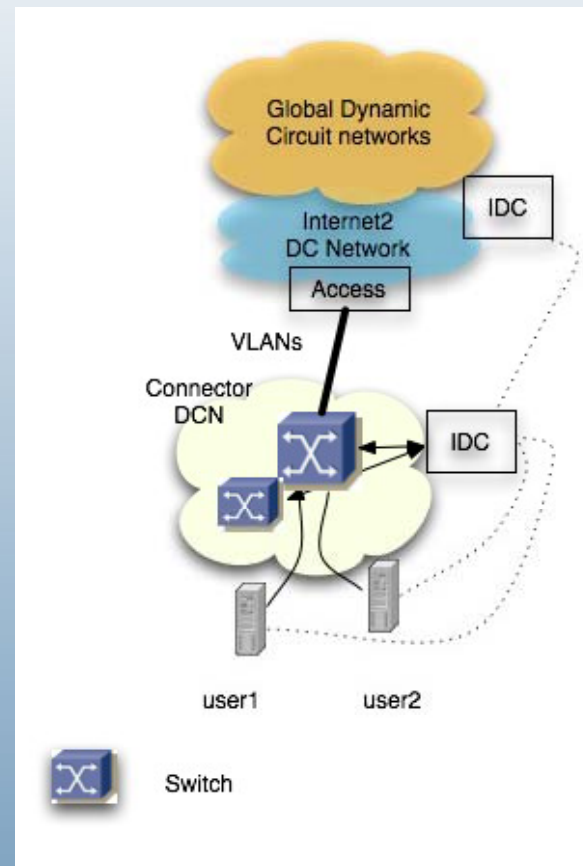 Global Dynamic
Circuit networks
IDC
Internet2
DC Network
Access
VLANs
Connector
DCN
IDC
user1
user2
Switch